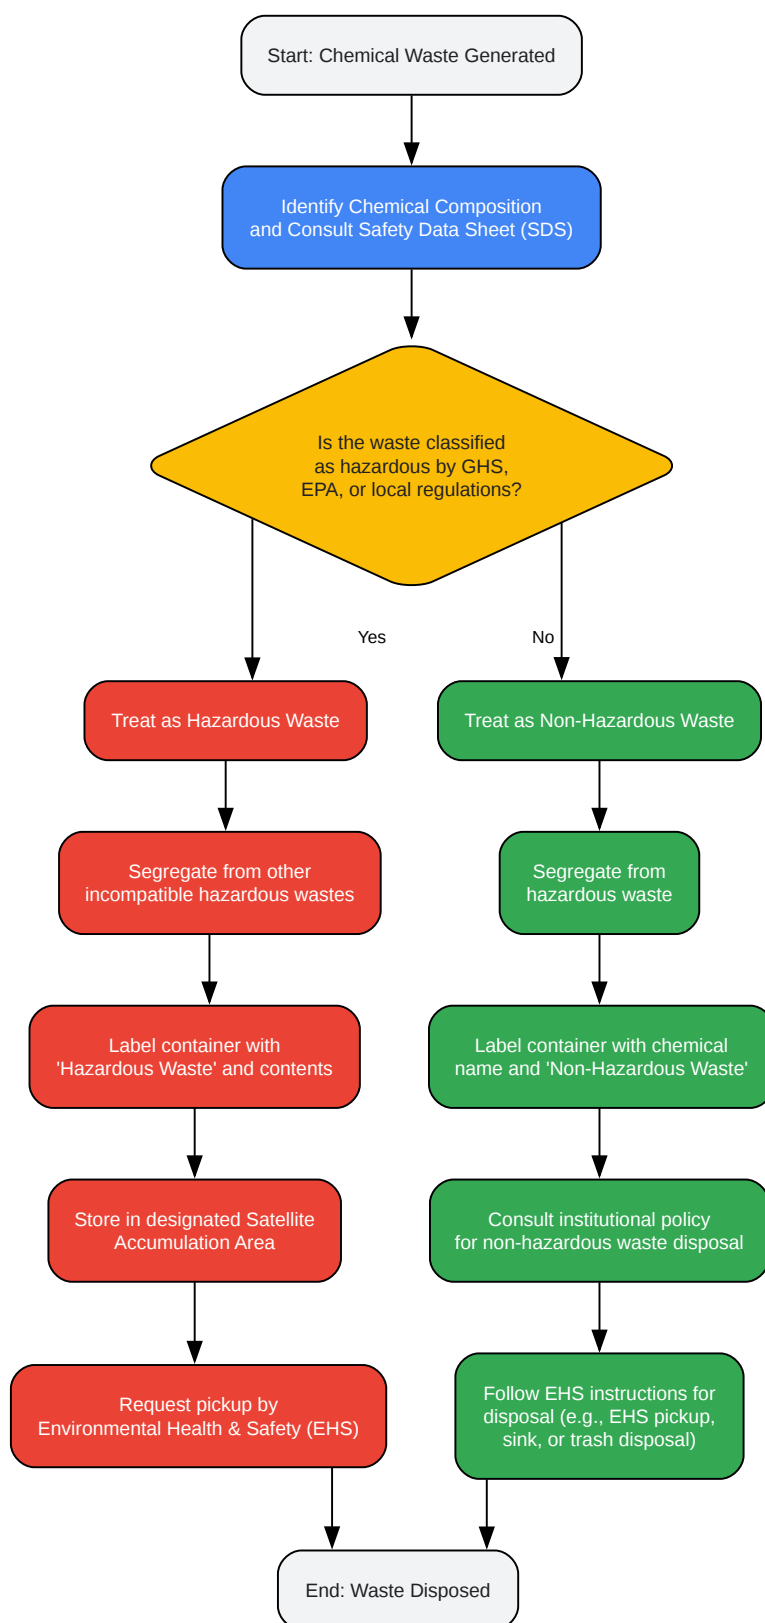 Start: Chemical Waste Generated
Identify Chemical Composition
and Consult Safety Data Sheet (SDS)
Is the waste classified
as hazardous by GHS,
EPA, or local regulations?
Yes
No
Treat as Hazardous Waste
Treat as Non-Hazardous Waste
Segregate from other
incompatible hazardous wastes
Segregate from
hazardous waste
Label container with
'Hazardous Waste' and contents
Label container with chemical
name and 'Non-Hazardous Waste'
Store in designated Satellite
Accumulation Area
Consult institutional policy
for non-hazardous waste disposal
Request pickup by
Environmental Health & Safety (EHS)
Follow EHS instructions for
disposal (e.g., EHS pickup,
sink, or trash disposal)
End: Waste Disposed